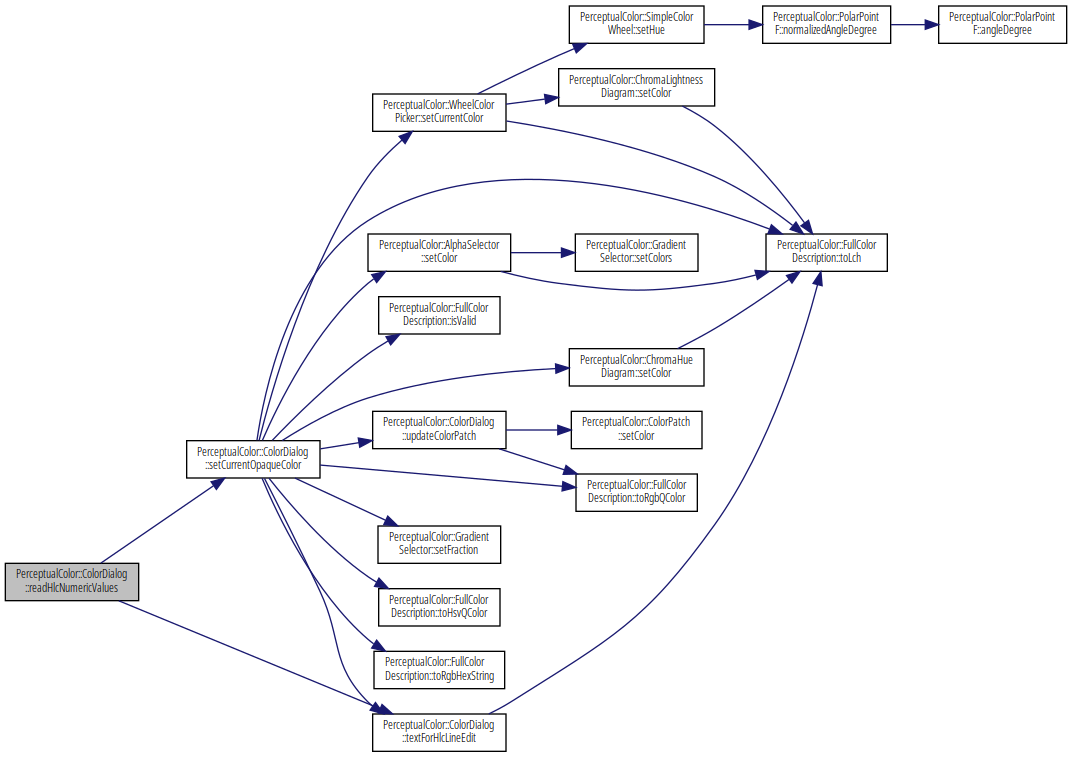 PerceptualColor::SimpleColor
Wheel::setHue
PerceptualColor::PolarPoint
F::normalizedAngleDegree
PerceptualColor::PolarPoint
F::angleDegree
PerceptualColor::ChromaLightness
Diagram::setColor
PerceptualColor::WheelColor
Picker::setCurrentColor
PerceptualColor::AlphaSelector
::setColor
PerceptualColor::Gradient
Selector::setColors
PerceptualColor::FullColor
Description::toLch
PerceptualColor::FullColor
Description::isValid
PerceptualColor::ChromaHue
Diagram::setColor
PerceptualColor::ColorDialog
::updateColorPatch
PerceptualColor::ColorPatch
::setColor
PerceptualColor::ColorDialog
::setCurrentOpaqueColor
PerceptualColor::FullColor
Description::toRgbQColor
PerceptualColor::Gradient
Selector::setFraction
PerceptualColor::ColorDialog
::readHlcNumericValues
PerceptualColor::FullColor
Description::toHsvQColor
PerceptualColor::FullColor
Description::toRgbHexString
PerceptualColor::ColorDialog
::textForHlcLineEdit